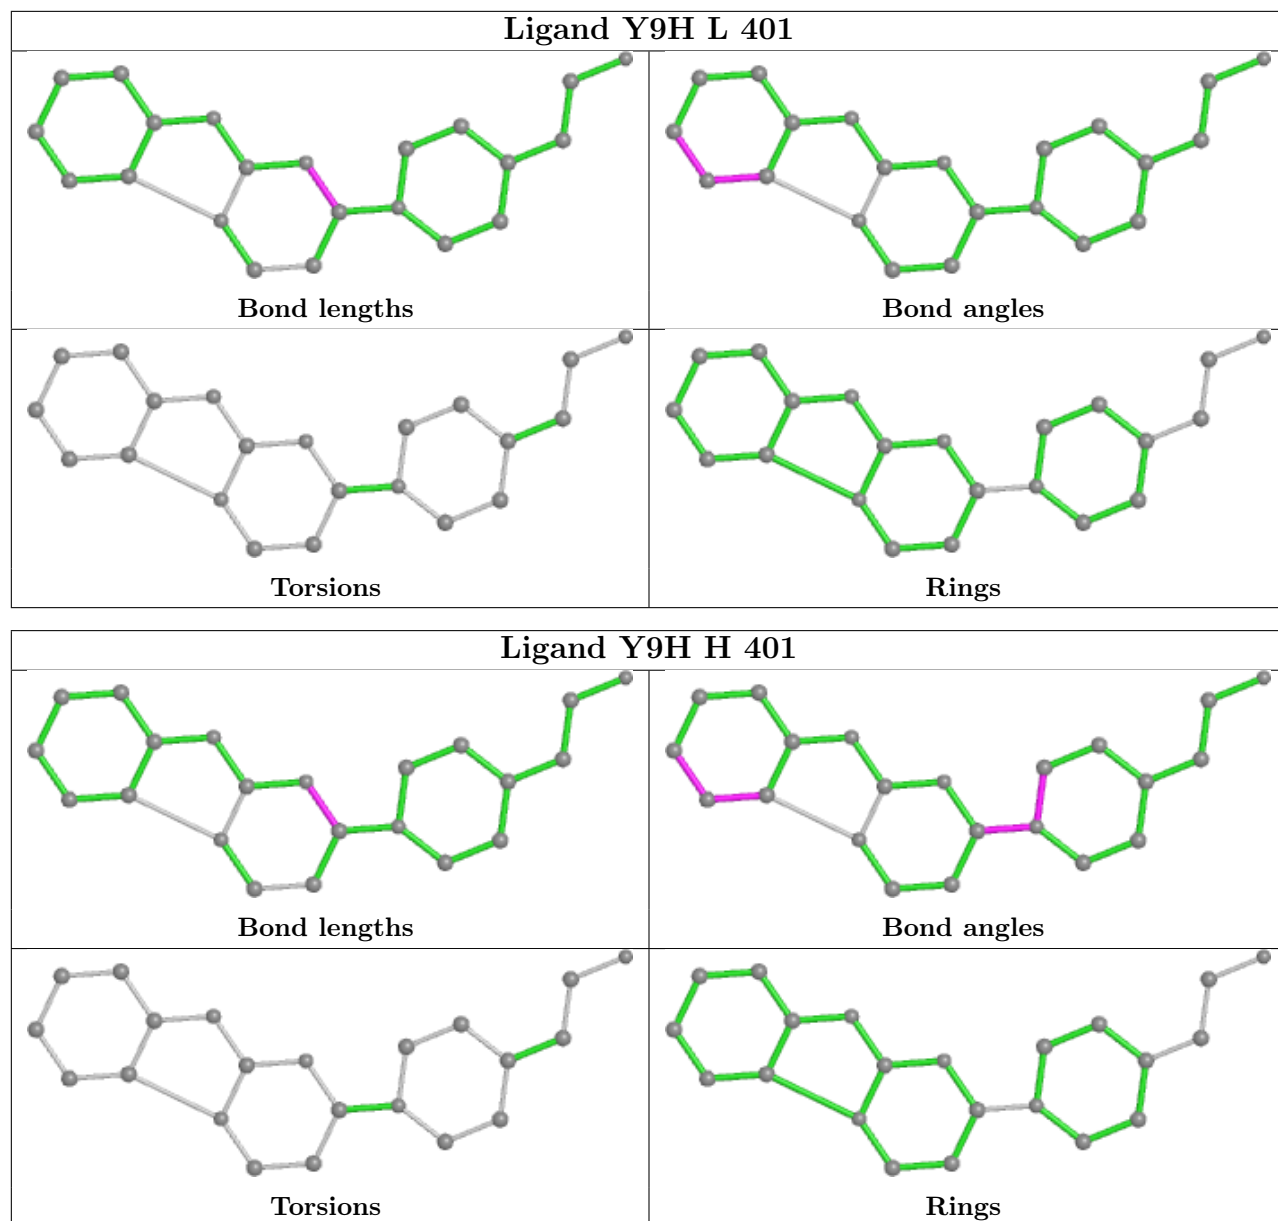 Ligand Y9H L 401
Bond lengths
Bond angles
Torsions
Rings
Ligand Y9H H 401
Bond lengths
Bond angles
Torsions
Rings